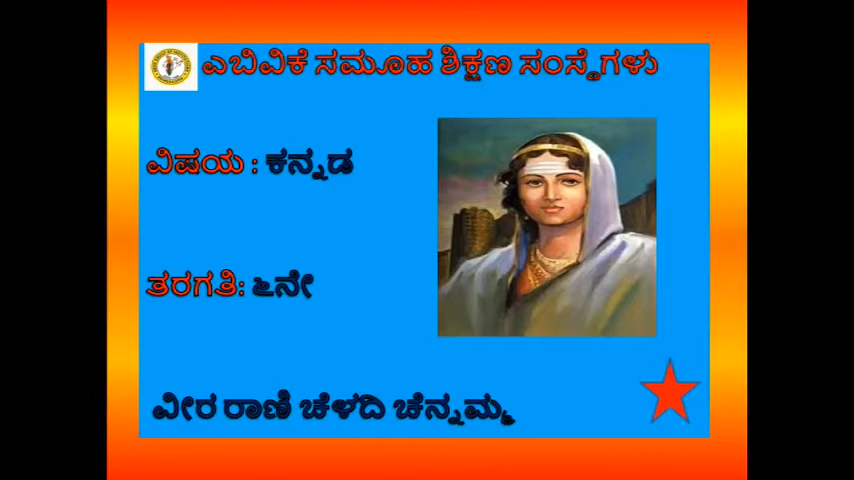 ಎಬಿವಿಕೆ ಸಮೂಹ ಶಿಕ್ಷಣ ಸಂಸ್ಥೆಗಳು
ವಿಷಯ : ಕನ್ನಡ
ತರಗತಿ: ೬ನೇ
ವೀರ ರಾಣಿ ಚೆಳದಿ ಚೆನ್ನಮ್ಮ